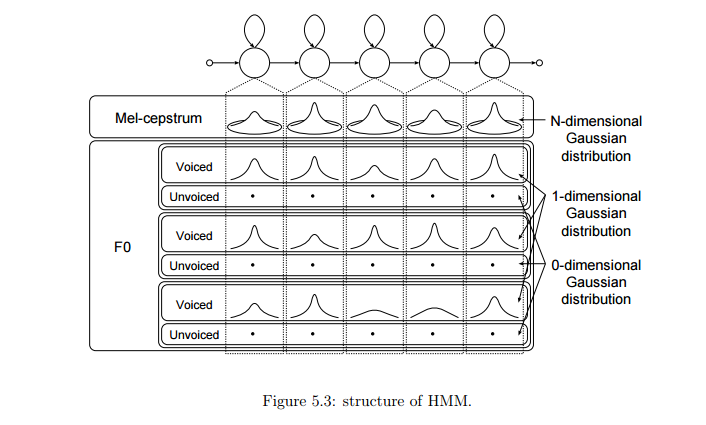 Mel-cepstrum
N-dimensional
Gaussian
distribution
Voiced
Unvoiced
F0
Voiced
Unvoiced
Voiced
Unvoiced
1-dimensional
Gaussian
distribution
0-dimensional
Gaussian
distribution
Figure 5.3: structure of HMM.